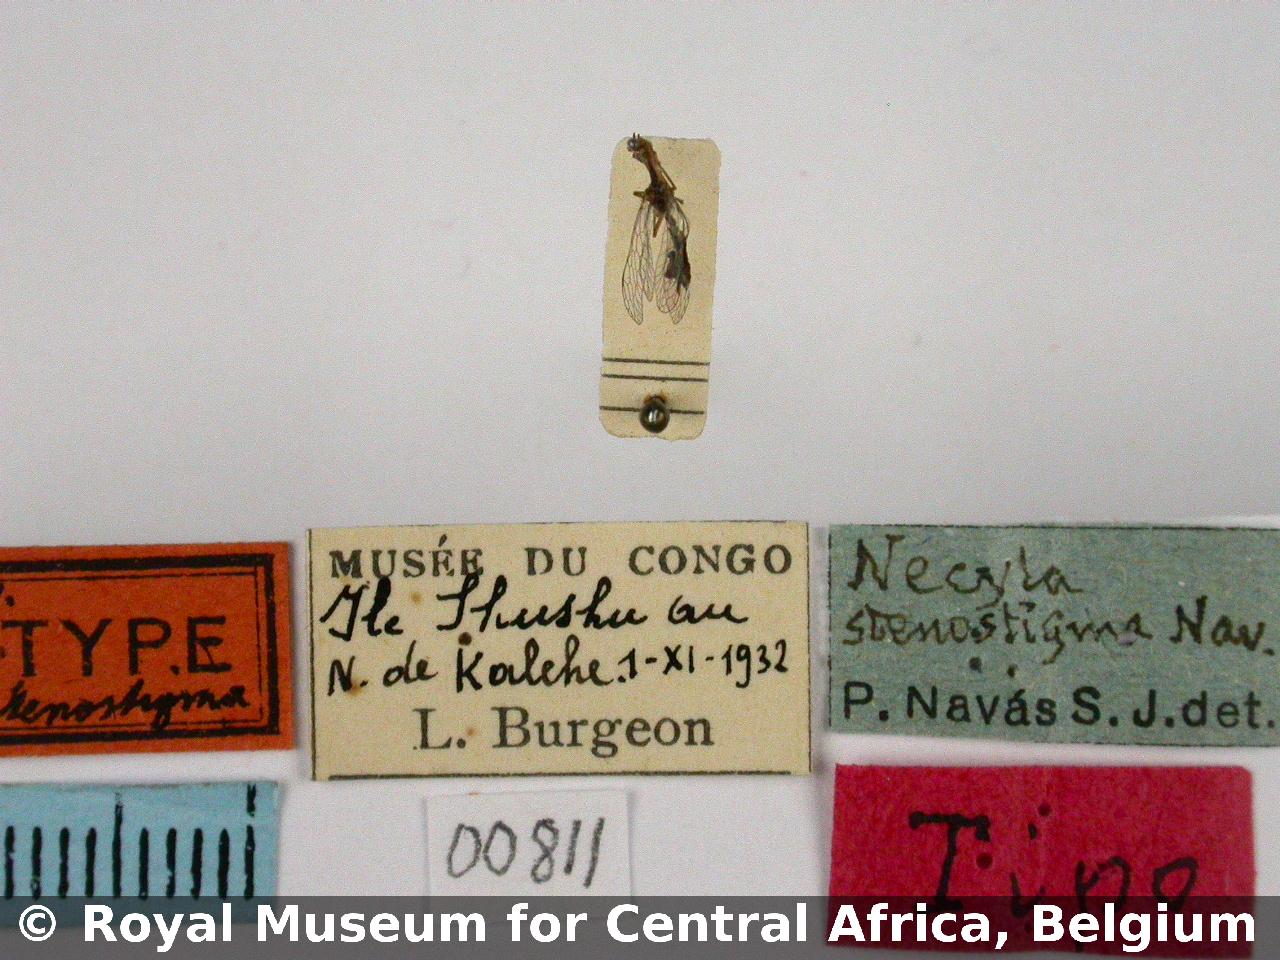 TYPE
stenostigma
MUSÉE DU CONGO
Ile Shushu au
N. de Kalehe. 1-XI-1932
L. Burgeon
Necyla
stenostigma Nav.
P. Navás S. J. det.
00811
Tipo
© Royal Museum for Central Africa, Belgium